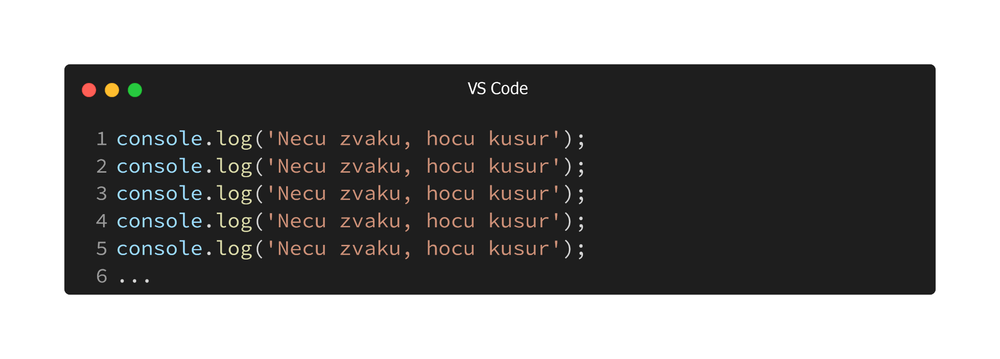 VS Code
1 console.log('Necu zvaku, hocu kusur');
2 console.log('Necu zvaku, hocu kusur');
3 console.log('Necu zvaku, hocu kusur');
4 console.log('Necu zvaku, hocu kusur');
5 console.log('Necu zvaku, hocu kusur');
6 ...